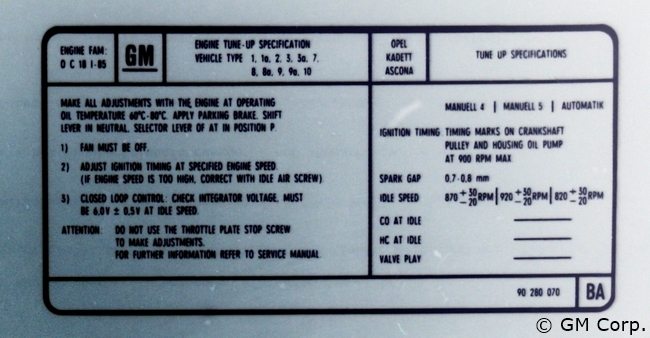 ENGINE FAM:
O C 18 I-85
GM
ENGINE TUNE-UP SPECIFICATION
VEHICLE TYPE 1, 1a, 2, 3, 3a, 7,
8, 8a, 9, 9a, 10
OPEL
KADETT
ASCONA
TUNE UP SPECIFICATIONS
MAKE ALL ADJUSTMENTS WITH THE ENGINE AT OPERATING
OIL TEMPERATURE 60°C-80°C. APPLY PARKING BRAKE. SHIFT
LEVER IN NEUTRAL. SELECTOR LEVER OF AT IN POSITION P.
1) FAN MUST BE OFF.
2) ADJUST IGNITION TIMING AT SPECIFIED ENGINE SPEED.
(IF ENGINE SPEED IS TOO HIGH, CORRECT WITH IDLE AIR SCREW)
3) CLOSED LOOP CONTROL: CHECK INTEGRATOR VOLTAGE. MUST
BE 6,0V ± 0,5V AT IDLE SPEED.
ATTENTION: DO NOT USE THE THROTTLE PLATE STOP SCREW
TO MAKE ADJUSTMENTS.
FOR FURTHER INFORMATION REFER TO SERVICE MANUAL.
MANUELL 4 | MANUELL 5 | AUTOMATIK
IGNITION TIMING TIMING MARKS ON CRANKSHAFT
PULLEY AND HOUSING OIL PUMP
AT 900 RPM MAX
SPARK GAP 0,7-0,8 mm
IDLE SPEED 870 +30 -20 RPM | 920 +30 -20 RPM | 820 +30 -20 RPM
CO AT IDLE
HC AT IDLE
VALVE PLAY
90 280 070
BA
© GM Corp.